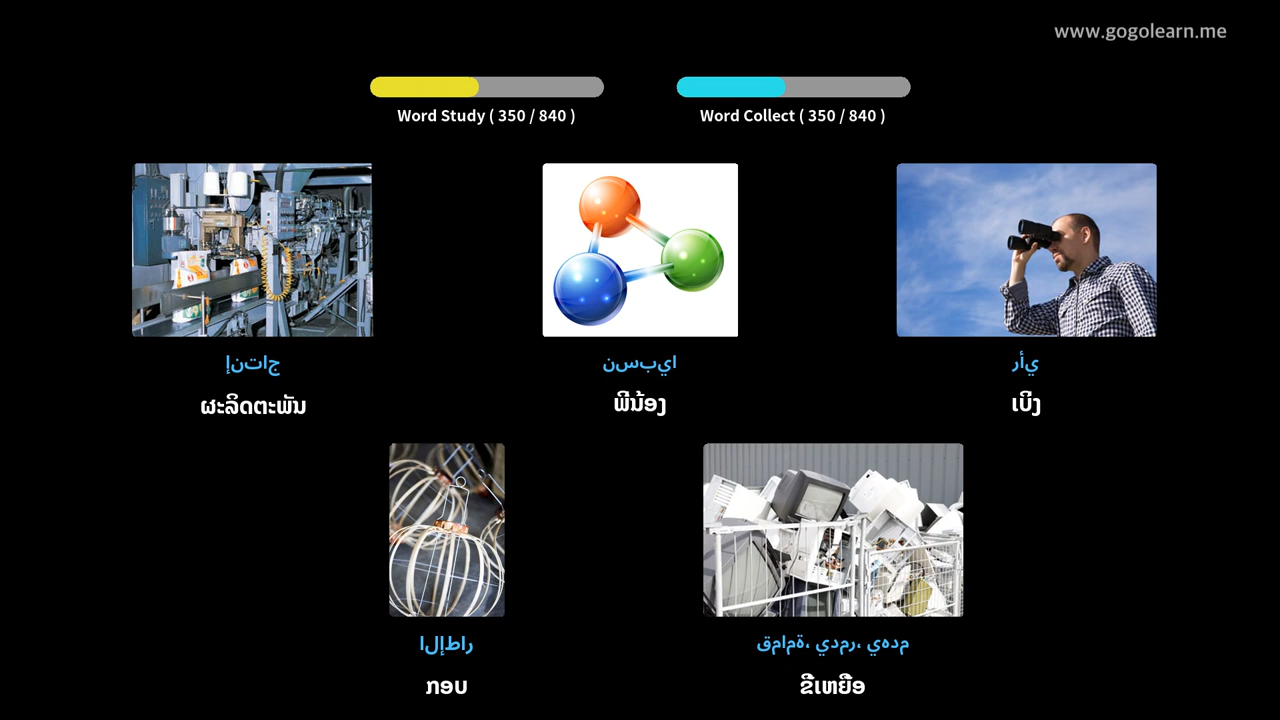 www.gogolearn.me
Word Study ( 350 / 840 )
Word Collect ( 350 / 840 )
إنتاج
نسبيا
رأي
ຜະລິດຕະພັນ
ພີ່ນ້ອງ
ເບິ່ງ
الإطار
قمامة، يدمر، يهدم
ກອບ
ຂີ້ເຫຍື້ອ